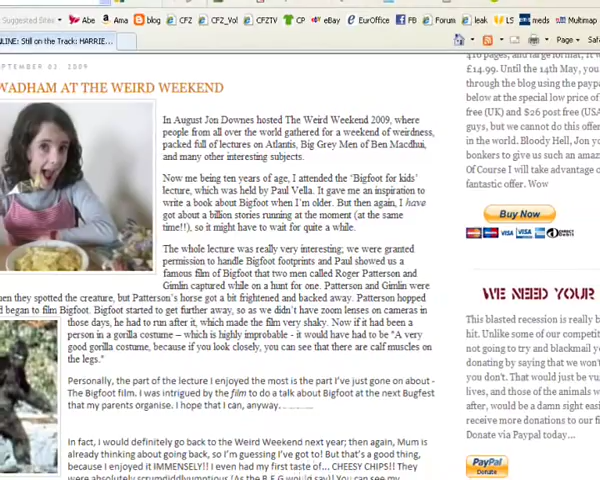 Suggested Sites
Abe
Ama
blog
CFZ
CFZ_Vol
CFZTV
CP
eBay
EurOffice
FB
Forum
leak
LS
meds
Multimap
NLINE: Still on the Track: HARRIE...
Page
Safe
SEPTEMBER 03, 2009
WADHAM AT THE WEIRD WEEKEND
In August Jon Downes hosted The Weird Weekend 2009, where
people from all over the world gathered for a weekend of weirdness,
packed full of lectures on Atlantis, Big Grey Men of Ben Macdhui,
and many other interesting subjects.
Now me being ten years of age, I attended the 'Bigfoot for kids'
lecture, which was held by Paul Vella. It gave me an inspiration to
write a book about Bigfoot when I'm older. But then again, I have
got about a billion stories running at the moment (at the same
time!!), so it might have to wait for quite a while.
The whole lecture was really very interesting; we were granted
permission to handle Bigfoot footprints and Paul showed us a
famous film of Bigfoot that two men called Roger Patterson and
Gimlin captured while on a hunt for one. Patterson and Gimlin were
hen they spotted the creature, but Patterson's horse got a bit frightened and backed away. Patterson hopped
d began to film Bigfoot. Bigfoot started to get further away, so as we didn't have zoom lenses on cameras in
those days, he had to run after it, which made the film very shaky. Now if it had been a
person in a gorilla costume – which is highly improbable - it would have had to be "A very
good gorilla costume, because if you look closely, you can see that there are calf muscles on
the legs."
Personally, the part of the lecture I enjoyed the most is the part I've just gone on about -
The Bigfoot film. I was intrigued by the film to do a talk about Bigfoot at the next Bugfest
that my parents organise. I hope that I can, anyway. ..........
In fact, I would definitely go back to the Weird Weekend next year; then again, Mum is
already thinking about going back, so I'm guessing I've got to! But that's a good thing,
because I enjoyed it IMMENSELY!! I even had my first taste of... CHEESY CHIPS!! They
were absolutely scrumdiddlyumptious (As the B.F.G would say)! You can see my
416 pages, and large format, it w
£14.99. Until the 14th May, you
through the blog using the paypal
below at the special low price of
free (UK) and $26 post free (USA
guys, but we cannot do this offer
in the world. Bloody Hell, Jon yo
bonkers to give us such an amazi
Of Course I will take advantage o
fantastic offer. Wow
Buy Now
VISA
DIRECT Debit
WE NEED YOUR
This blasted recession is really b
hit. Unlike some of our competit
not going to try and blackmail yo
donating by saying that we won't
you don't. That would just be vu
lives, and those of the animals w
after, would be a damn sight easi
receive more donations to our fi
Donate via Paypal today...
PayPal
Donate